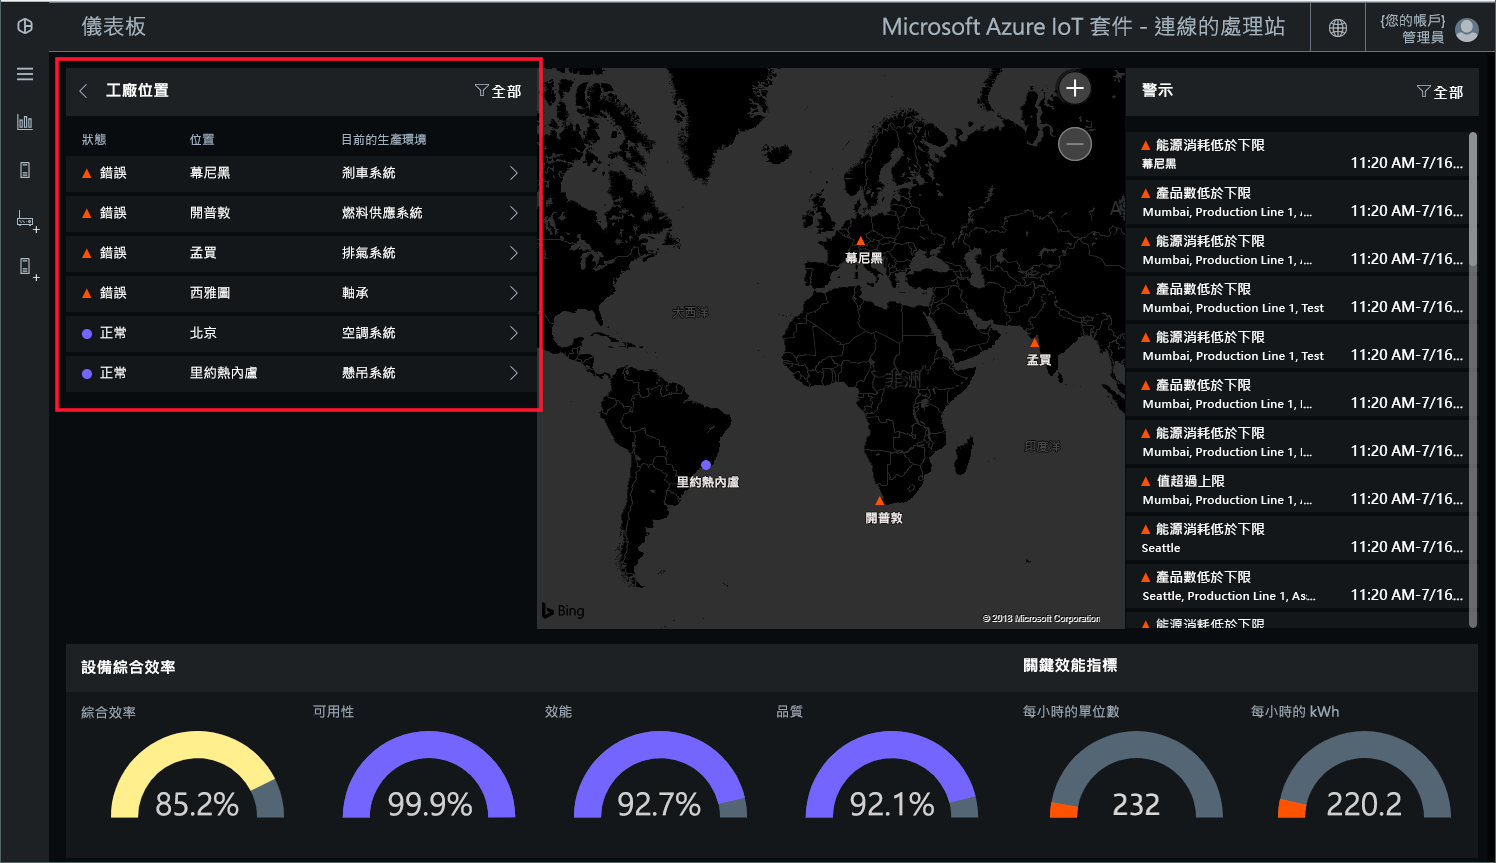 儀表板
Microsoft Azure IoT 套件 - 連線的處理站
{您的帳戶}
管理員
工廠位置
全部
狀態 位置 目前的生產環境
錯誤 幕尼黑 剎車系統
錯誤 開普敦 燃料供應系統
錯誤 孟買 排氣系統
錯誤 西雅圖 軸承
正常 北京 空調系統
正常 里約熱內盧 懸吊系統
大西洋
非洲
印度洋
幕尼黑
孟買
里約熱內盧
開普敦
Bing
© 2018 Microsoft Corporation
警示
全部
能源消耗低於下限
幕尼黑 11:20 AM-7/16...
產品數低於下限
Mumbai, Production Line 1, ... 11:20 AM-7/16...
能源消耗低於下限
Mumbai, Production Line 1, ... 11:20 AM-7/16...
產品數低於下限
Mumbai, Production Line 1, Test 11:20 AM-7/16...
能源消耗低於下限
Mumbai, Production Line 1, Test 11:20 AM-7/16...
產品數低於下限
Mumbai, Production Line 1, ... 11:20 AM-7/16...
能源消耗低於下限
Mumbai, Production Line 1, ... 11:20 AM-7/16...
值超過上限
Mumbai, Production Line 1, ... 11:20 AM-7/16...
能源消耗低於下限
Seattle 11:20 AM-7/16...
產品數低於下限
Seattle, Production Line 1, As... 11:20 AM-7/16...
能源消耗低於下限
設備綜合效率
關鍵效能指標
綜合效率 可用性 效能 品質 每小時的單位數 每小時的 kWh
85.2% 99.9% 92.7% 92.1% 232 220.2